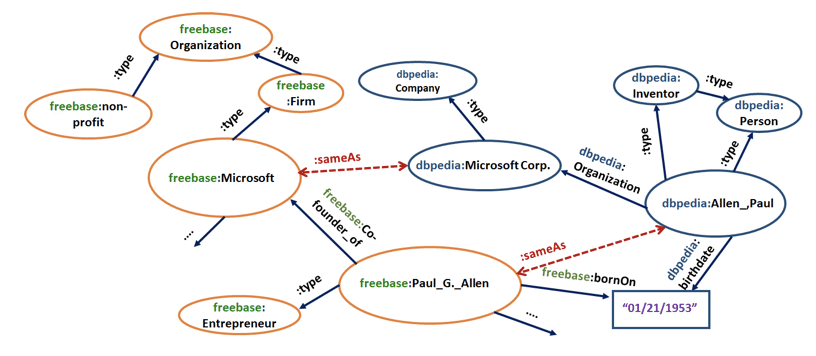 freebase:
Organization
:type
:type
freebase:non-
profit
freebase
:Firm
dbpedia:
Company
dbpedia:
Inventor
:type
dbpedia:
Person
:type
:type
:type
:type
freebase:Microsoft
:sameAs
dbpedia:Microsoft Corp.
dbpedia:
Organization
dbpedia:Allen_,Paul
....
freebase:Co-
founder_of
:sameAs
dbpedia:
birthdate
:type
freebase:Paul_G._Allen
freebase:bornOn
“01/21/1953”
freebase:
Entrepreneur
....